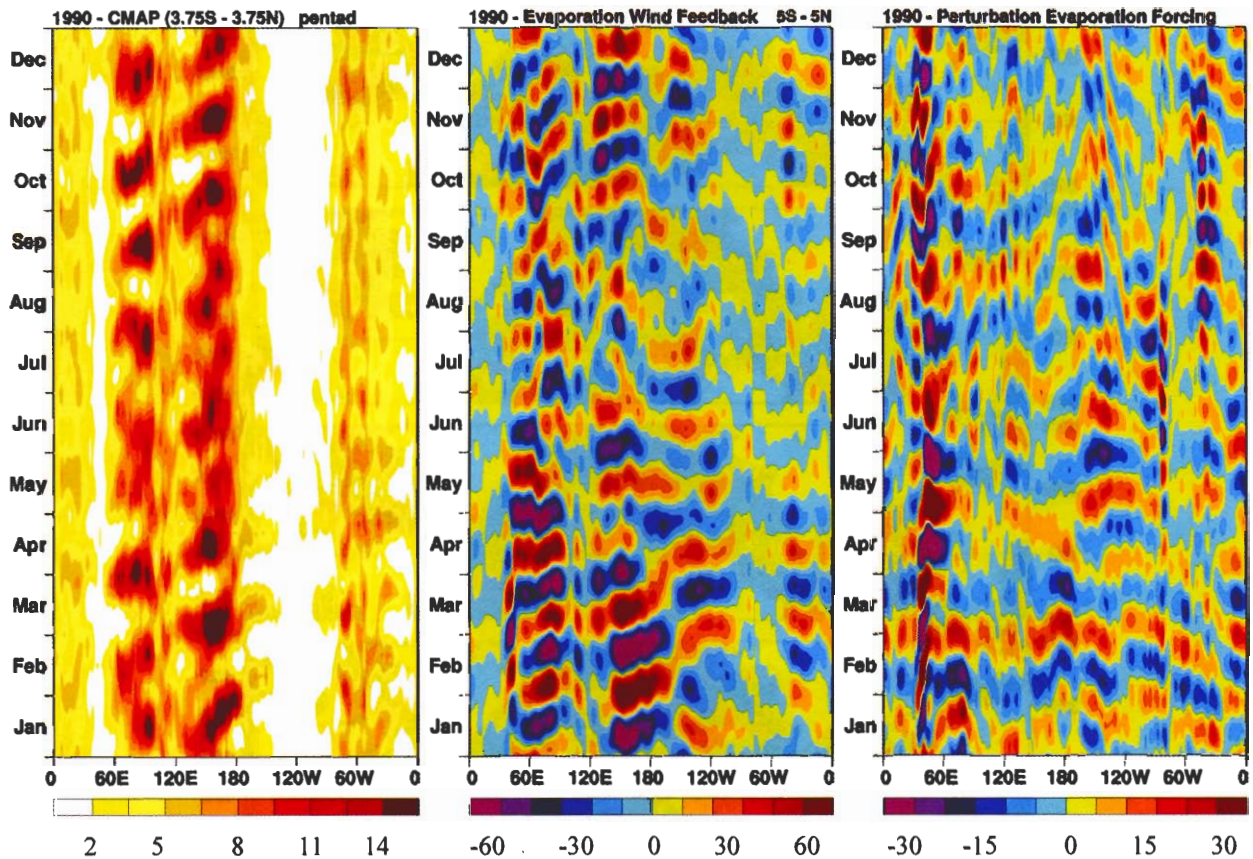 1990 - CMAP (3.75S - 3.75N) pentad
Dec
Nov
Oct
Sep
Aug
Jul
Jun
May
Apr
Mar
Feb
Jan
0 60E 120E 180 120W 60W 0
2 5 8 11 14
1990 - Evaporation Wind Feedback 5S - 5N
Dec
Nov
Oct
Sep
Aug
Jul
Jun
May
Apr
Mar
Feb
Jan
0 60E 120E 180 120W 60W 0
-60 -30 0 30 60
1990 - Perturbation Evaporation Forcing
Dec
Nov
Oct
Sep
Aug
Jul
Jun
May
Apr
Mar
Feb
Jan
0 60E 120E 180 120W 60W 0
-30 -15 0 15 30